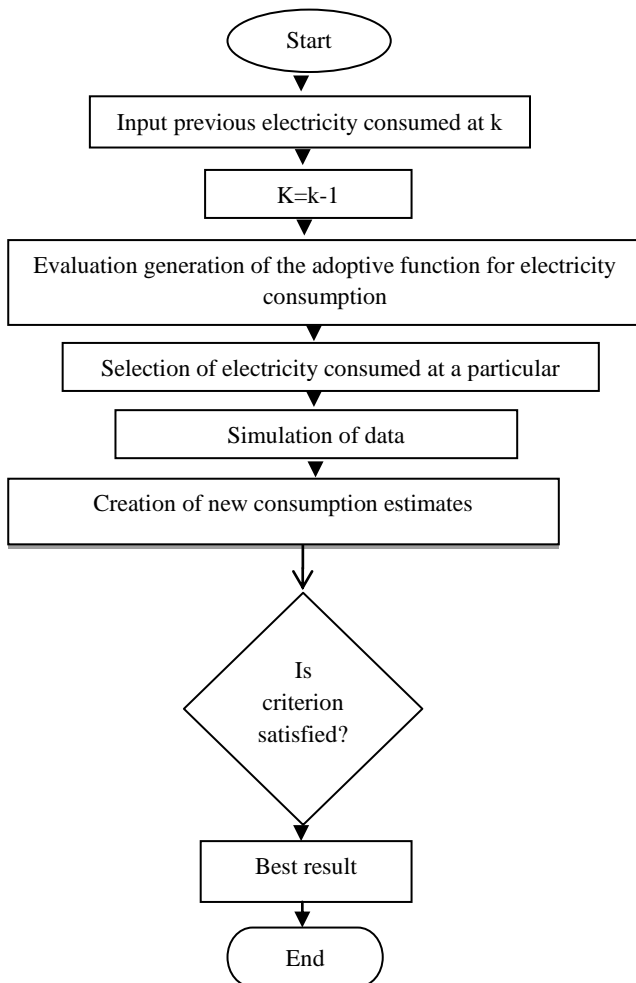 Start
Input previous electricity consumed at k
K=k-1
Evaluation generation of the adoptive function for electricity
consumption
Selection of electricity consumed at a particular
Simulation of data
Creation of new consumption estimates
Is
criterion
satisfied?
Best result
End